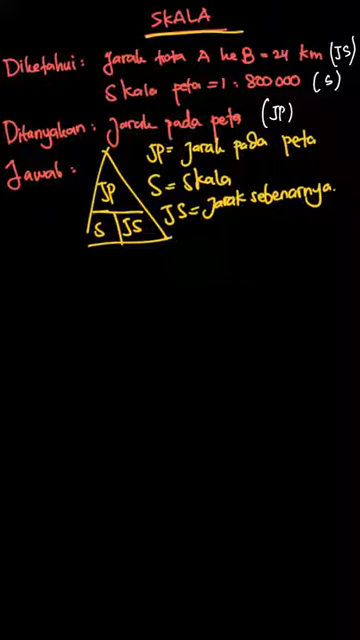 SKALA
Diketahui : Jarak kota A ke B = 24 km (JS)
Skala peta = 1 : 800 000 (S)
Ditanyakan : Jarak pada peta (JP)
Jawab :
JP = Jarak pada peta
S = Skala
JS = Jarak sebenarnya.
JP
S JS